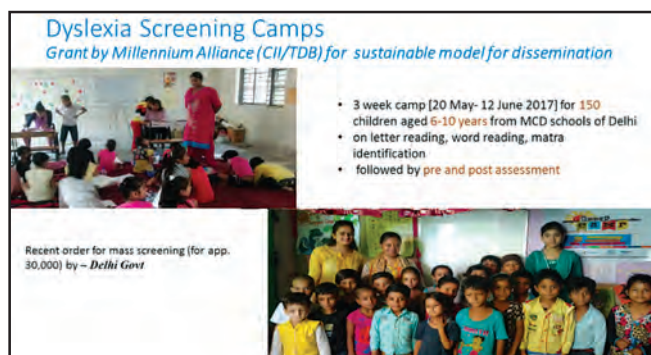 Dyslexia Screening Camps
Grant by Millennium Alliance (CII/TDB) for sustainable model for dissemination
• 3 week camp [20 May- 12 June 2017] for 150
children aged 6-10 years from MCD schools of Delhi
• on letter reading, word reading, matra
identification
• followed by pre and post assessment
Recent order for mass screening (for app.
30,000) by – Delhi Govt